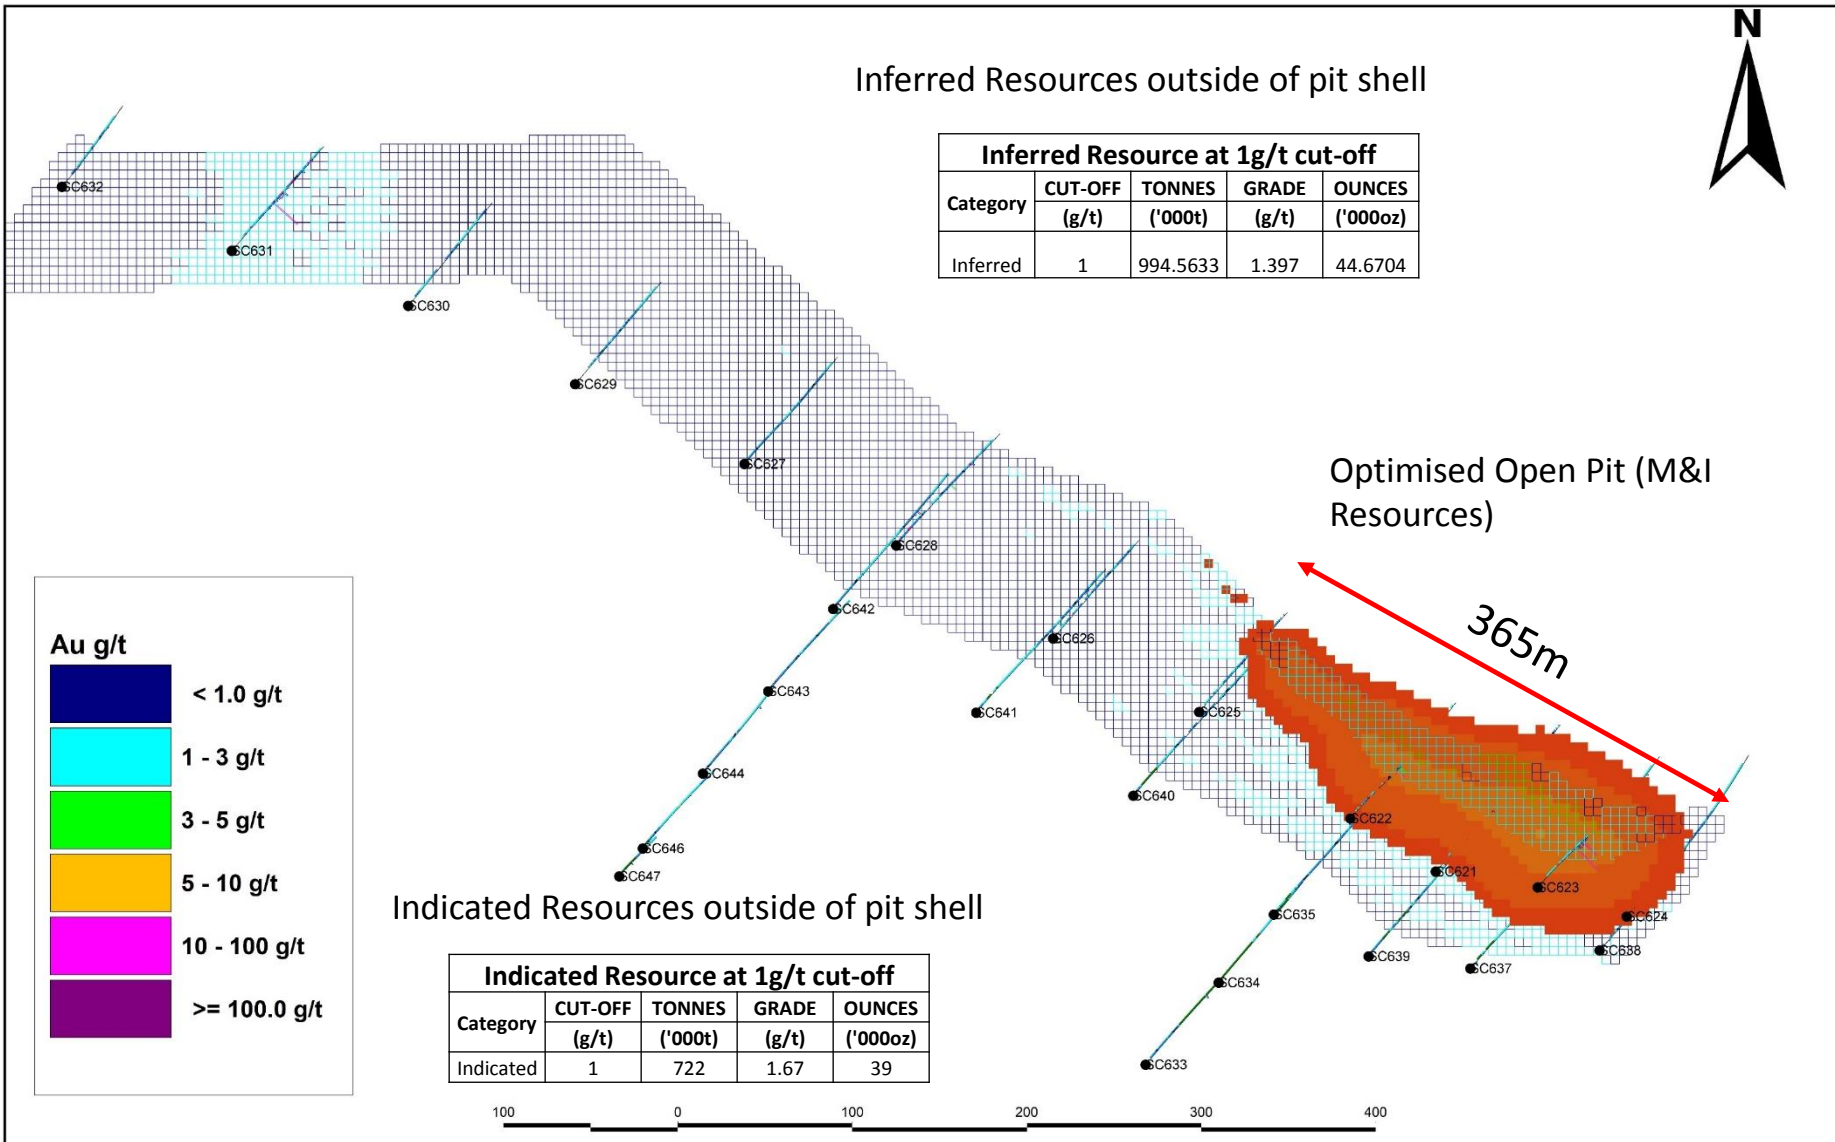 N
Inferred Resources outside of pit shell
Inferred Resource at 1g/t cut-off
Category CUT-OFF TONNES GRADE OUNCES
(g/t) ('000t) (g/t) ('000oz)
Inferred 1 994.5633 1.397 44.6704
SC632
SC631
SC630
SC629
SC627
SC628
SC642
SC626
SC643
SC641
SC625
SC644
SC640
SC622
SC646
SC647
SC621
SC623
SC635
SC624
SC639
SC637
SC638
SC634
SC633
Optimised Open Pit (M&I
Resources)
365m
Au g/t
< 1.0 g/t
1 - 3 g/t
3 - 5 g/t
5 - 10 g/t
10 - 100 g/t
>= 100.0 g/t
Indicated Resources outside of pit shell
Indicated Resource at 1g/t cut-off
Category CUT-OFF TONNES GRADE OUNCES
(g/t) ('000t) (g/t) ('000oz)
Indicated 1 722 1.67 39
100 0 100 200 300 400